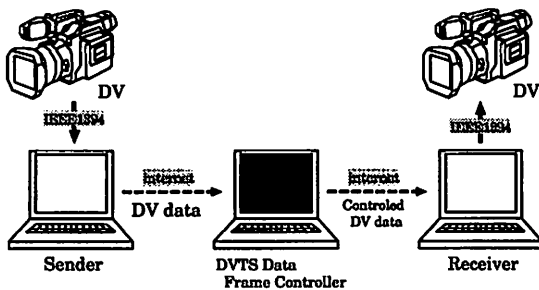 DV
DV
IEEE1394
IEEE1394
Internet
Internet
DV data
Controled
DV data
Sender
DVTS Data
Frame Controller
Receiver